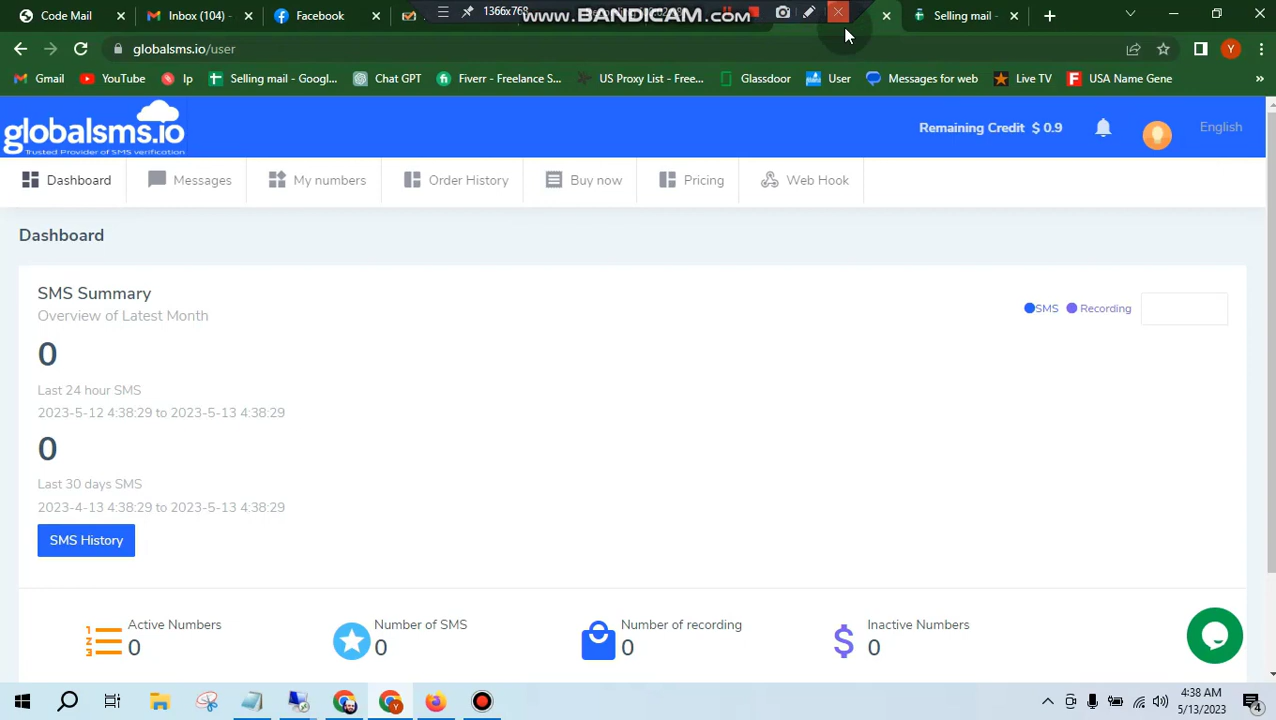 Inbox (104)
Facebook
1366x768
www.BANDICAM.com
Selling mail -
globalsms.io/user
Gmail
YouTube
Ip
Selling mail - Googl...
Chat GPT
Fiverr - Freelance S...
US Proxy List - Free...
Glassdoor
User
Messages for web
Live TV
USA Name Gene
»
globalsms.io
Trusted Provider of SMS verification
Remaining Credit $ 0.9
English
Dashboard
Messages
My numbers
Order History
Buy now
Pricing
Web Hook
Dashboard
SMS Summary
Overview of Latest Month
SMS
Recording
0
Last 24 hour SMS
2023-5-12 4:38:29 to 2023-5-13 4:38:29
0
Last 30 days SMS
2023-4-13 4:38:29 to 2023-5-13 4:38:29
SMS History
Active Numbers
0
Number of SMS
0
Number of recording
0
Inactive Numbers
0
4:38 AM
5/13/2023
4